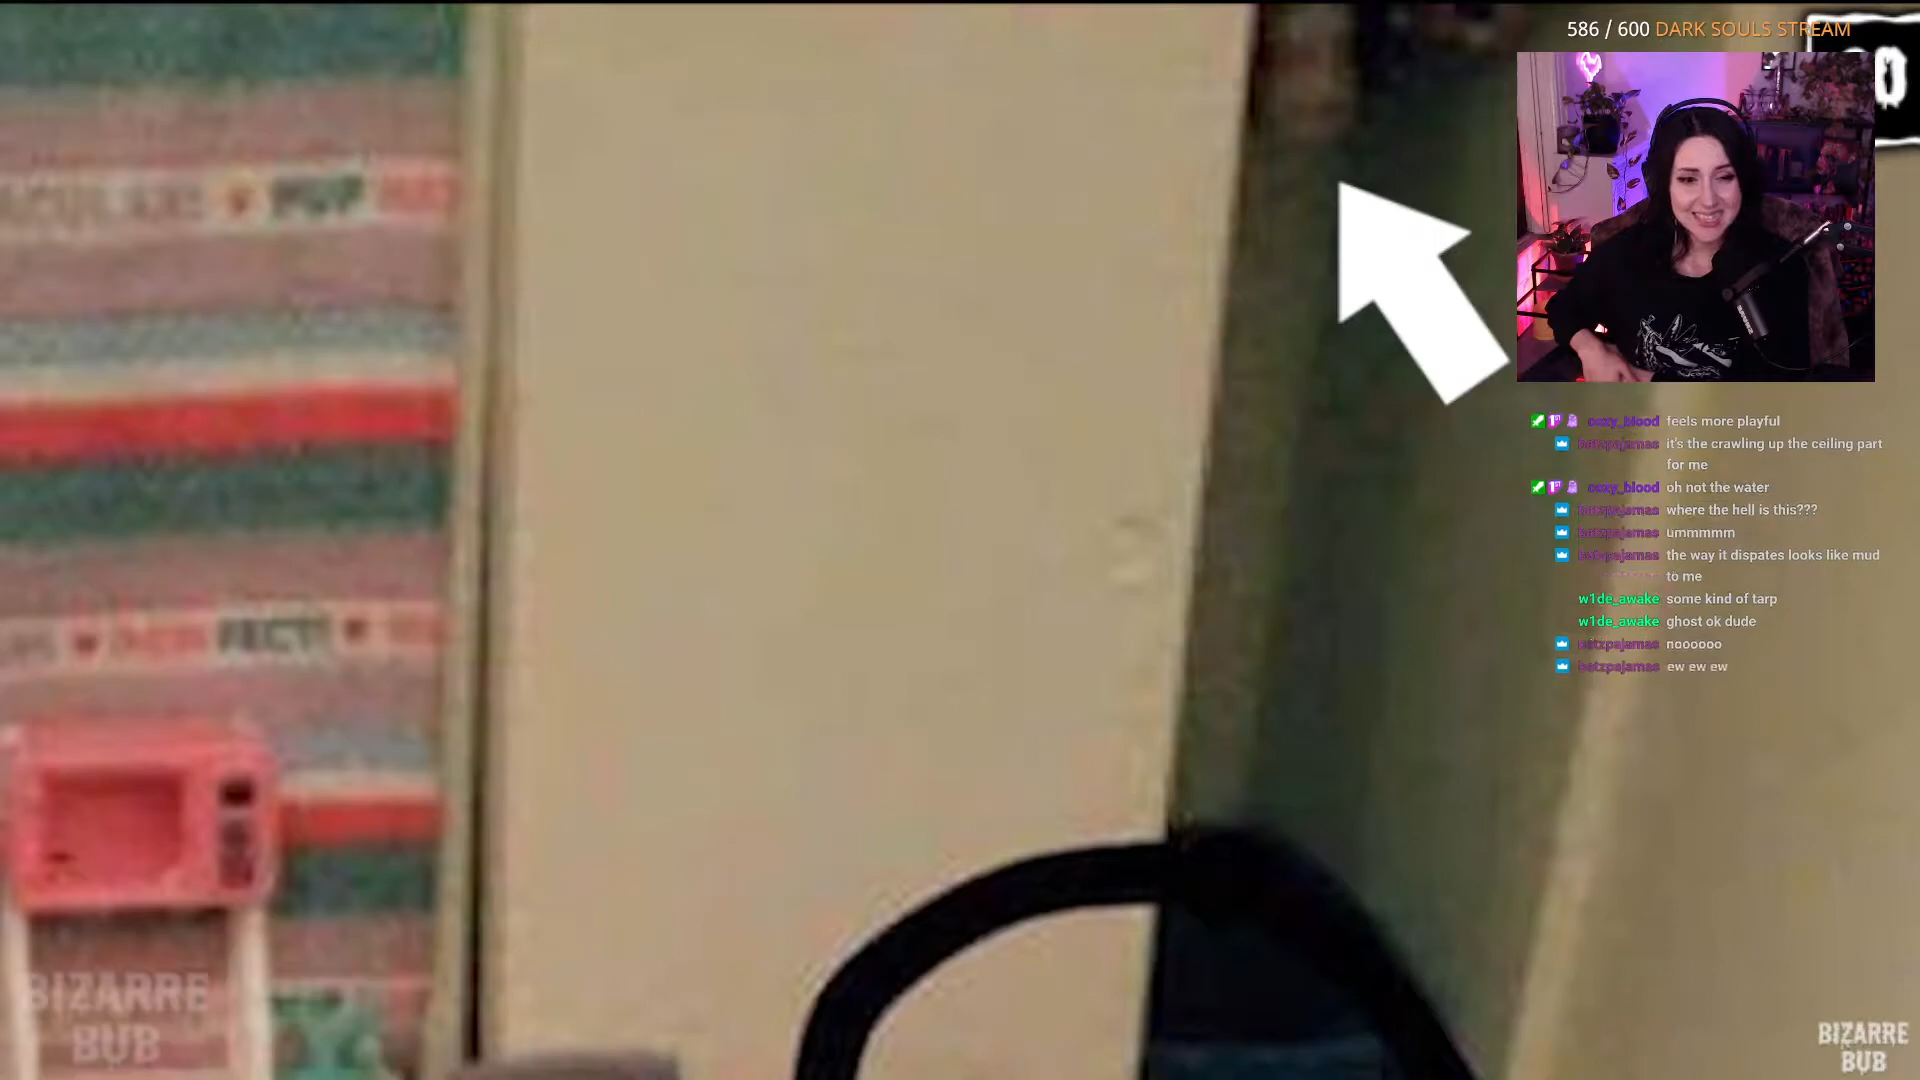 586 / 600 DARK SOULS STREAM
feels more playful
it's the crawling up the ceiling part
for me
oh not the water
where the hell is this???
ummmmm
the way it dispates looks like mud
to me
w1de_awake some kind of tarp
w1de_awake ghost ok dude
noooooo
ew ew ew
PUP
FECT!
BIZARRE
BUB
BIZARRE
BUB